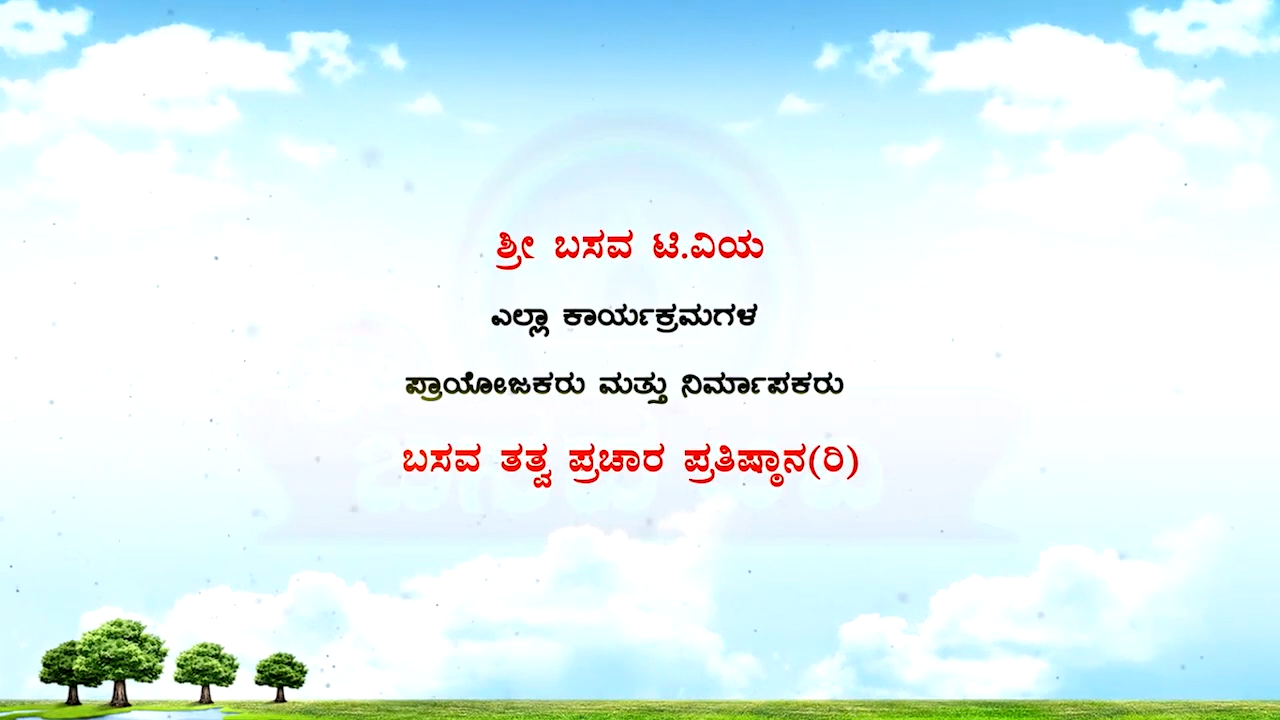 ಶ್ರೀ ಬಸವ ಟಿ.ವಿಯ
ಎಲ್ಲಾ ಕಾರ್ಯಕ್ರಮಗಳ
ಪ್ರಾಯೋಜಕರು ಮತ್ತು ನಿರ್ಮಾಪಕರು
ಬಸವ ತತ್ವ ಪ್ರಚಾರ ಪ್ರತಿಷ್ಠಾನ(ರಿ)